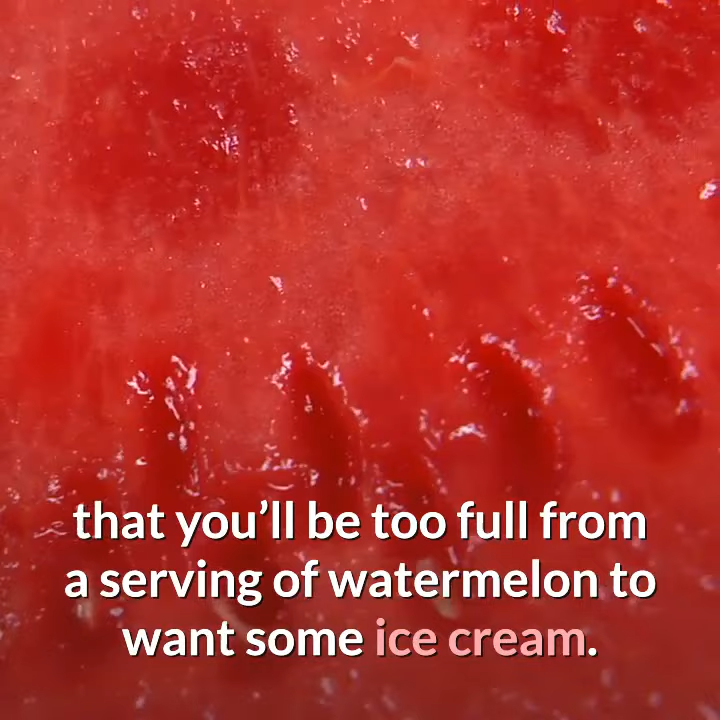 that you’ll be too full from
a serving of watermelon to
want some ice cream.